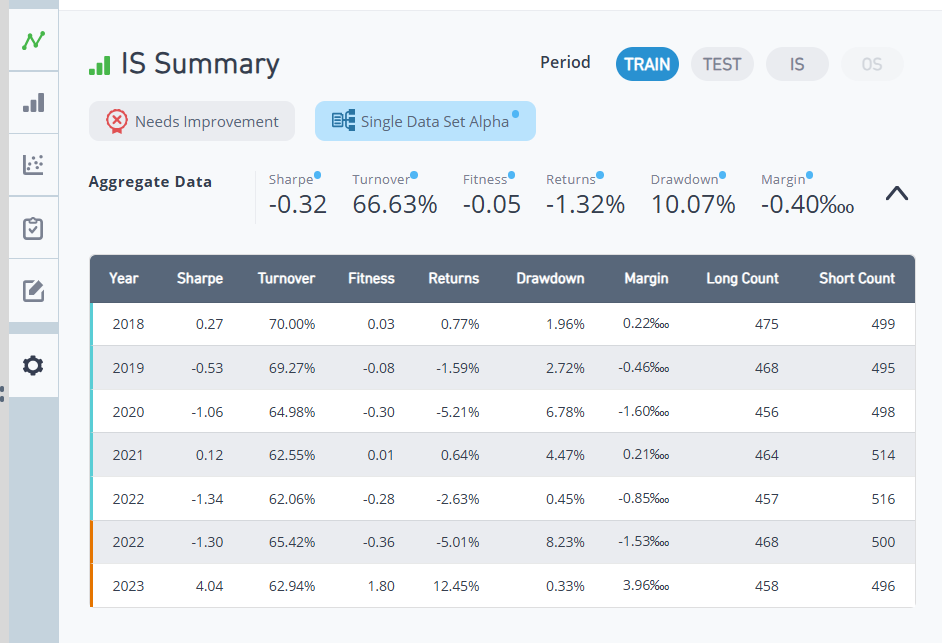 IS Summary
Period TRAIN TEST IS OS
Needs Improvement Single Data Set Alpha
Aggregate Data
Sharpe Turnover Fitness Returns Drawdown Margin
-0.32 66.63% -0.05 -1.32% 10.07% -0.40‱
Year Sharpe Turnover Fitness Returns Drawdown Margin Long Count Short Count
2018 0.27 70.00% 0.03 0.77% 1.96% 0.22‱ 475 499
2019 -0.53 69.27% -0.08 -1.59% 2.72% -0.46‱ 468 495
2020 -1.06 64.98% -0.30 -5.21% 6.78% -1.60‱ 456 498
2021 0.12 62.55% 0.01 0.64% 4.47% 0.21‱ 464 514
2022 -1.34 62.06% -0.28 -2.63% 0.45% -0.85‱ 457 516
2022 -1.30 65.42% -0.36 -5.01% 8.23% -1.53‱ 468 500
2023 4.04 62.94% 1.80 12.45% 0.33% 3.96‱ 458 496